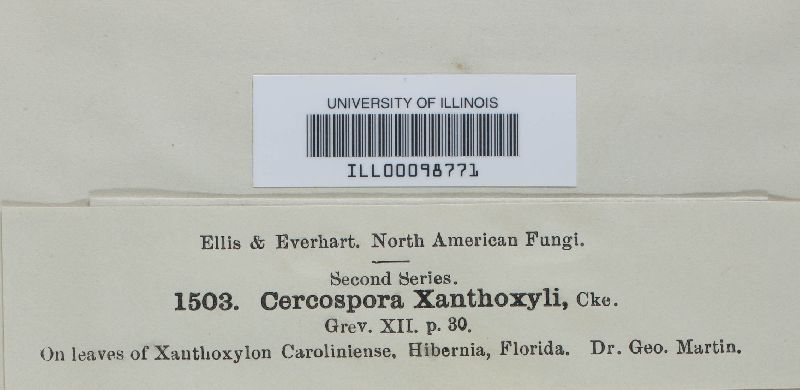 UNIVERSITY OF ILLINOIS
ILL00098771
Ellis & Everhart. North American Fungi.
Second Series.
1503. Cercospora Xanthoxyli, Cke.
Grev. XII. p. 30.
On leaves of Xanthoxylon Caroliniense, Hibernia, Florida. Dr. Geo. Martin.